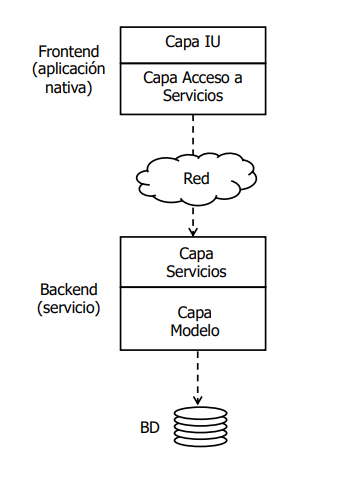 Capa IU
Frontend
(aplicación
nativa)
Capa Acceso a
Servicios
Red
Capa
Servicios
Backend
(servicio)
Capa
Modelo
BD